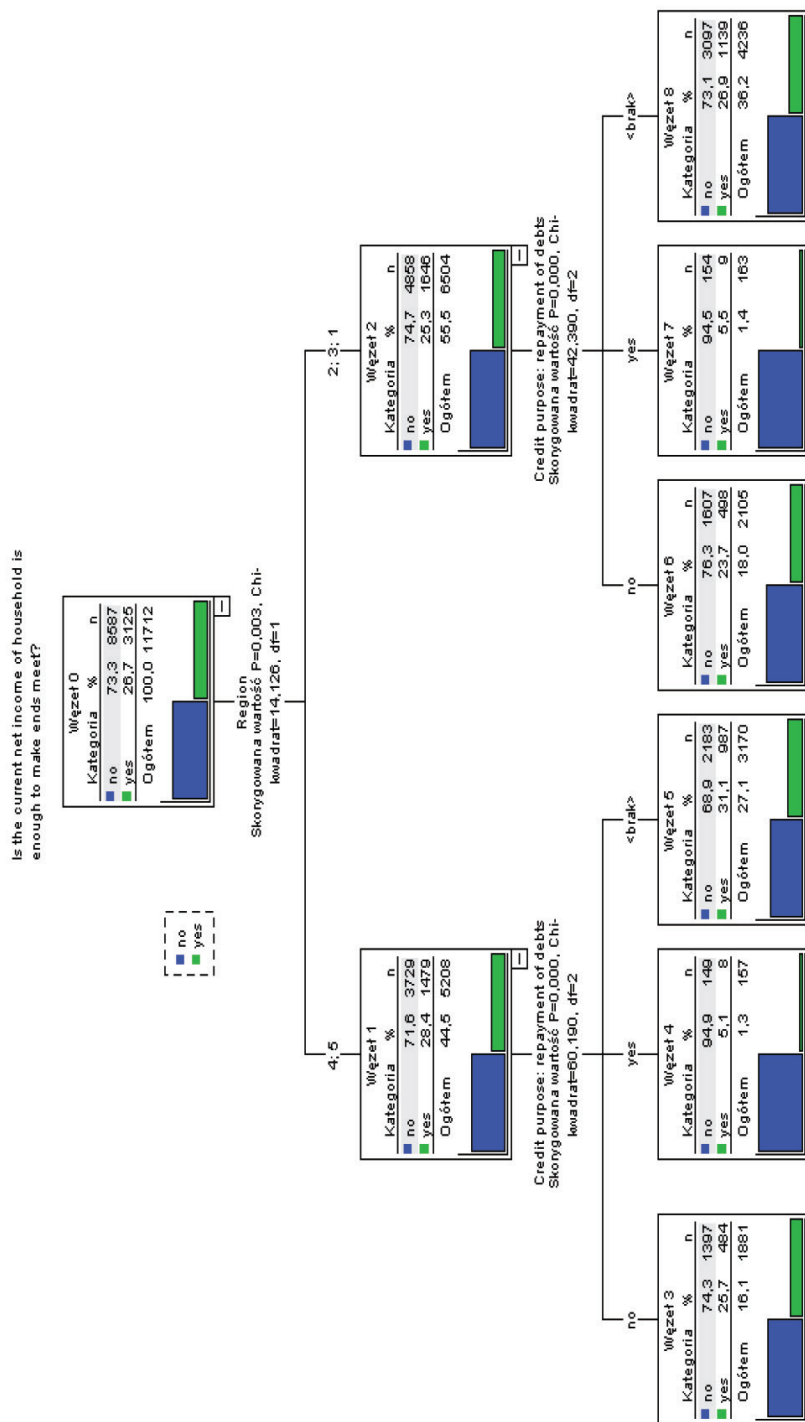 Is the current net income of household is
enough to make ends meet?
no
yes
Węzeł 0
Kategoria % n
no 73,3 8587
yes 26,7 3125
Ogółem 100,0 11712
Region
Skorygowana wartość P=0,003, Chi-
kwadrat=14,126, df=1
4; 5
2; 3; 1
Węzeł 1
Kategoria % n
no 71,6 3729
yes 28,4 1479
Ogółem 44,5 5208
Credit purpose: repayment of debts
Skorygowana wartość P=0,000, Chi-
kwadrat=60,190, df=2
Węzeł 2
Kategoria % n
no 74,7 4858
yes 25,3 1646
Ogółem 55,5 6504
Credit purpose: repayment of debts
Skorygowana wartość P=0,000, Chi-
kwadrat=42,390, df=2
no
yes
<brak>
no
yes
<brak>
Węzeł 3
Kategoria % n
no 74,3 1397
yes 25,7 484
Ogółem 16,1 1881
Węzeł 4
Kategoria % n
no 94,9 149
yes 5,1 8
Ogółem 1,3 157
Węzeł 5
Kategoria % n
no 68,9 2183
yes 31,1 987
Ogółem 27,1 3170
Węzeł 6
Kategoria % n
no 76,3 1607
yes 23,7 498
Ogółem 18,0 2105
Węzeł 7
Kategoria % n
no 94,5 154
yes 5,5 9
Ogółem 1,4 163
Węzeł 8
Kategoria % n
no 73,1 3097
yes 26,9 1139
Ogółem 36,2 4236